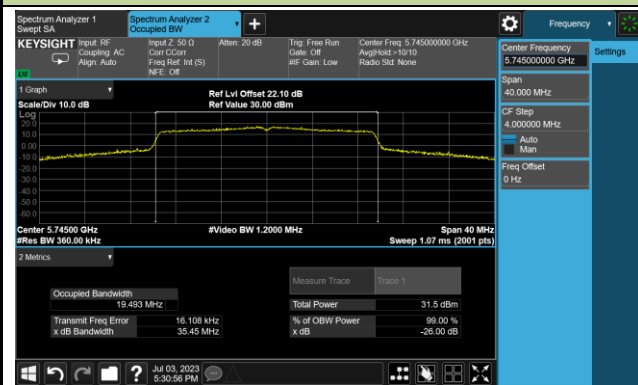 Spectrum Analyzer 1
Swept SA
Spectrum Analyzer 2
Occupied BW
Frequency
KEYSIGHT
Input: RF
Coupling: AC
Align: Auto
Input Z: 50 Ω
Corr CCorr
Freq Ref: Int (S)
NFE: Off
Atten: 20 dB
Trig: Free Run
Gate: Off
#IF Gain: Low
Center Freq: 5.745000000 GHz
Avg|Hold:>10/10
Radio Std: None
Center Frequency
5.745000000 GHz
Settings
Span
40.000 MHz
CF Step
4.000000 MHz
Auto
Man
Freq Offset
0 Hz
1 Graph
Scale/Div 10.0 dB
Ref Lvl Offset 22.10 dB
Ref Value 30.00 dBm
Log
20.0
10.0
0.00
-10.0
-20.0
-30.0
-40.0
-50.0
-60.0
Center 5.74500 GHz
#Res BW 360.00 kHz
#Video BW 1.2000 MHz
Span 40 MHz
Sweep 1.07 ms (2001 pts)
2 Metrics
Measure Trace
Trace 1
Occupied Bandwidth
19.493 MHz
Total Power
31.5 dBm
Transmit Freq Error
16.108 kHz
% of OBW Power
99.00 %
x dB Bandwidth
35.45 MHz
x dB
-26.00 dB
Jul 03, 2023
5:30:56 PM